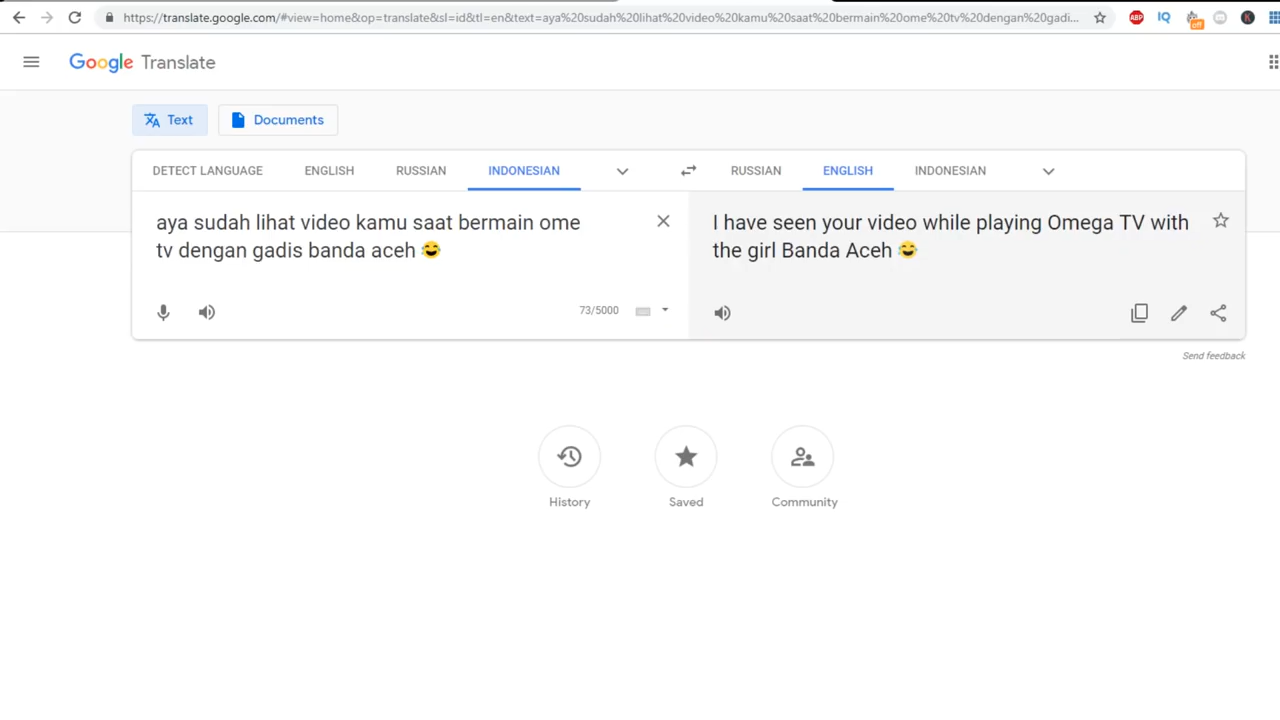 https://translate.google.com/#view=home&op=translate&sl=id&tl=en&text=aya%20sudah%20lihat%20video%20kamu%20saat%20bermain%20ome%20tv%20dengan%20gadi...
ABP
IQ
off
K
Google Translate
Text
Documents
DETECT LANGUAGE ENGLISH RUSSIAN INDONESIAN
RUSSIAN ENGLISH INDONESIAN
aya sudah lihat video kamu saat bermain ome
tv dengan gadis banda aceh 😂
73/5000
I have seen your video while playing Omega TV with
the girl Banda Aceh 😂
Send feedback
History
Saved
Community